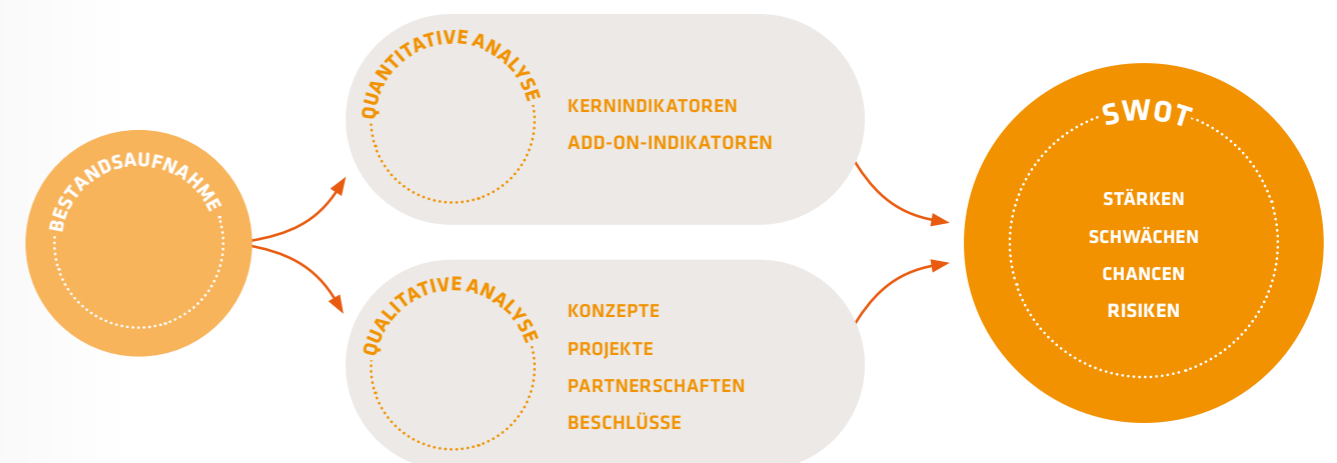 BESTANDSAUFNAHME
QUANTITATIVE ANALYSE
KERNINDIKATOREN
ADD-ON-INDIKATOREN
QUALITATIVE ANALYSE
KONZEPTE
PROJEKTE
PARTNERSCHAFTEN
BESCHLÜSSE
SWOT
STÄRKEN
SCHWÄCHEN
CHANCEN
RISIKEN